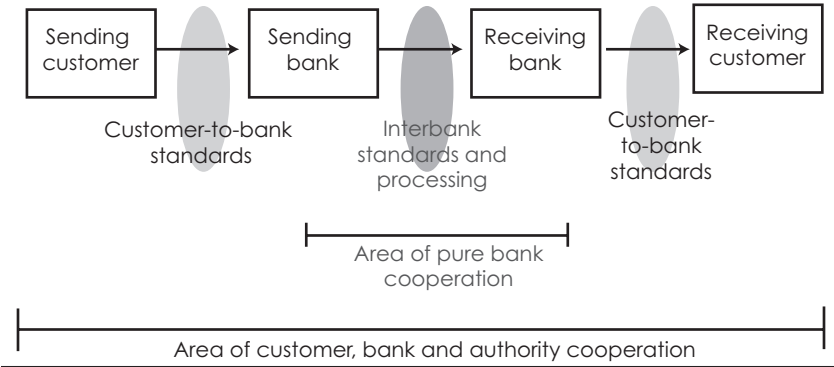 Sending
customer
Sending
bank
Receiving
bank
Receiving
customer
Customer-to-bank
standards
Interbank
standards and
processing
Customer-
to-bank
standards
Area of pure bank
cooperation
Area of customer, bank and authority cooperation